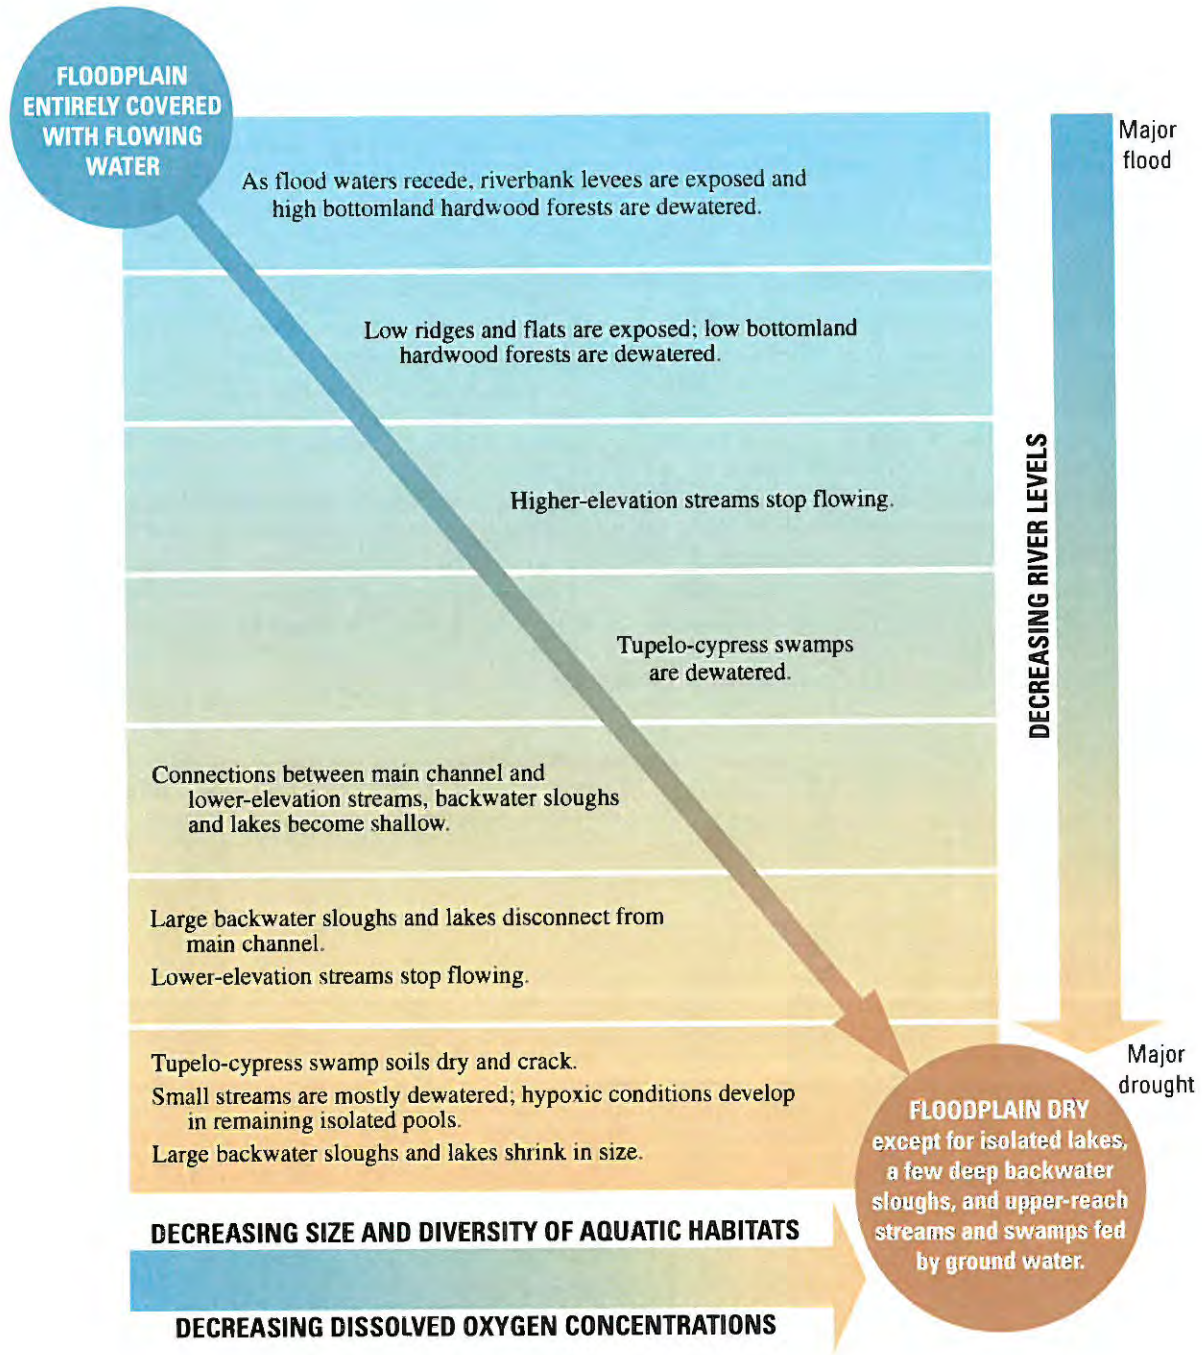 FLOODPLAIN
ENTIRELY COVERED
WITH FLOWING
WATER
Major
flood
As flood waters recede, riverbank levees are exposed and
high bottomland hardwood forests are dewatered.
Low ridges and flats are exposed; low bottomland
hardwood forests are dewatered.
Higher-elevation streams stop flowing.
DECREASING RIVER LEVELS
Tupelo-cypress swamps
are dewatered.
Connections between main channel and
lower-elevation streams, backwater sloughs
and lakes become shallow.
Large backwater sloughs and lakes disconnect from
main channel.
Lower-elevation streams stop flowing.
Tupelo-cypress swamp soils dry and crack.
Small streams are mostly dewatered; hypoxic conditions develop
in remaining isolated pools.
Large backwater sloughs and lakes shrink in size.
Major
drought
FLOODPLAIN DRY
except for isolated lakes,
a few deep backwater
sloughs, and upper-reach
streams and swamps fed
by ground water.
DECREASING SIZE AND DIVERSITY OF AQUATIC HABITATS
DECREASING DISSOLVED OXYGEN CONCENTRATIONS